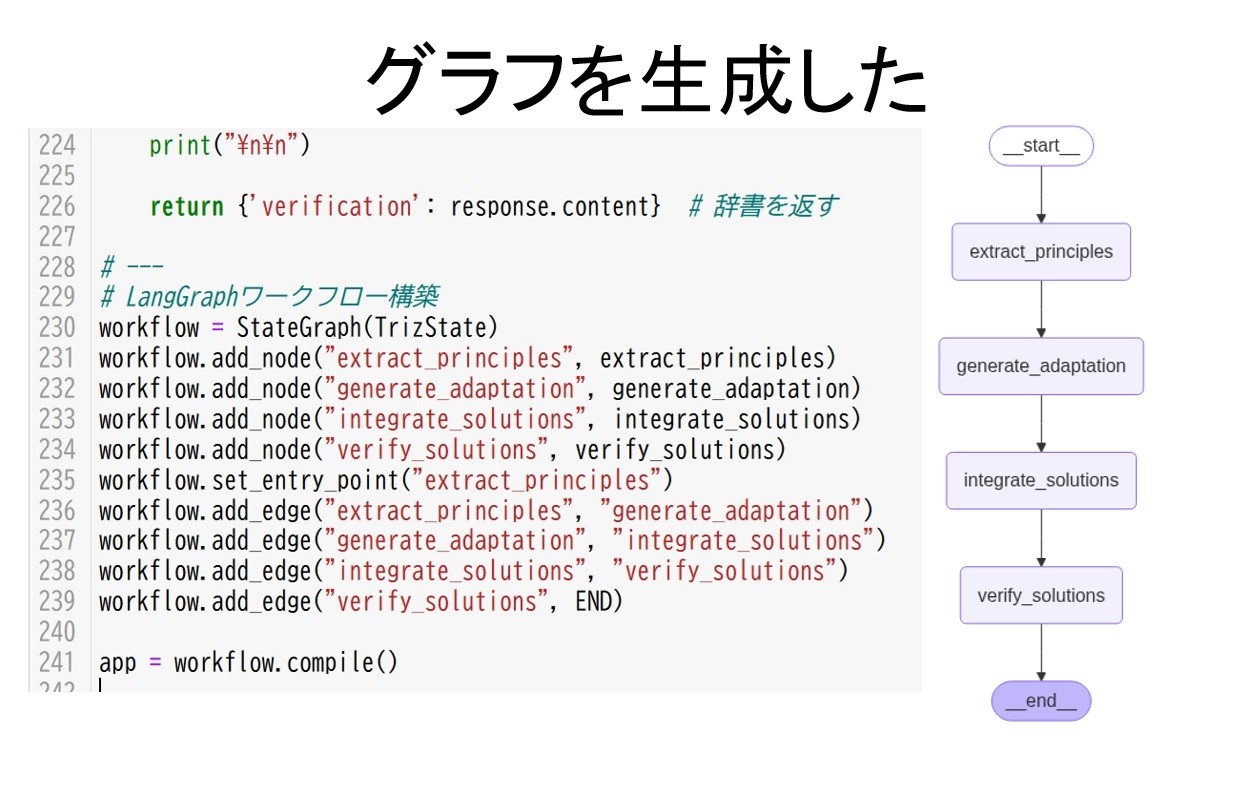 グラフを生成した
224 print("¥n¥n")
225
226 return {'verification': response.content} # 辞書を返す
227
228 # ---
229 # LangGraphワークフロー構築
230 workflow = StateGraph(TrizState)
231 workflow.add_node("extract_principles", extract_principles)
232 workflow.add_node("generate_adaptation", generate_adaptation)
233 workflow.add_node("integrate_solutions", integrate_solutions)
234 workflow.add_node("verify_solutions", verify_solutions)
235 workflow.set_entry_point("extract_principles")
236 workflow.add_edge("extract_principles", "generate_adaptation")
237 workflow.add_edge("generate_adaptation", "integrate_solutions")
238 workflow.add_edge("integrate_solutions", "verify_solutions")
239 workflow.add_edge("verify_solutions", END)
240
241 app = workflow.compile()
242
__start__
extract_principles
generate_adaptation
integrate_solutions
verify_solutions
__end__